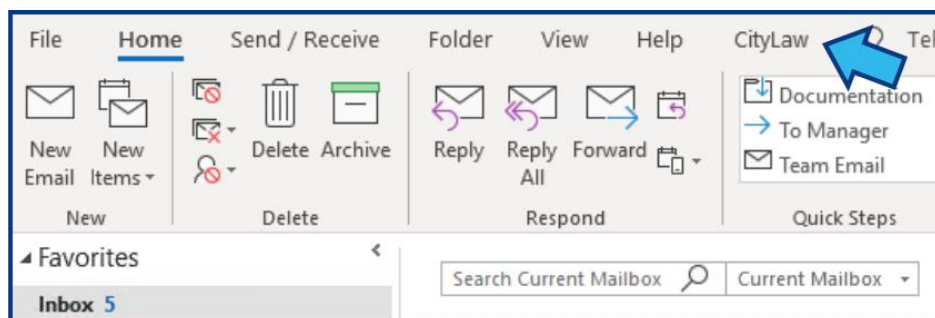 File Home Send / Receive Folder View Help CityLaw
New Email
New Items
Delete Archive
Reply
Reply All
Forward
Documentation
To Manager
Team Email
New Delete Respond Quick Steps
Favorites
Inbox 5
Search Current Mailbox Current Mailbox